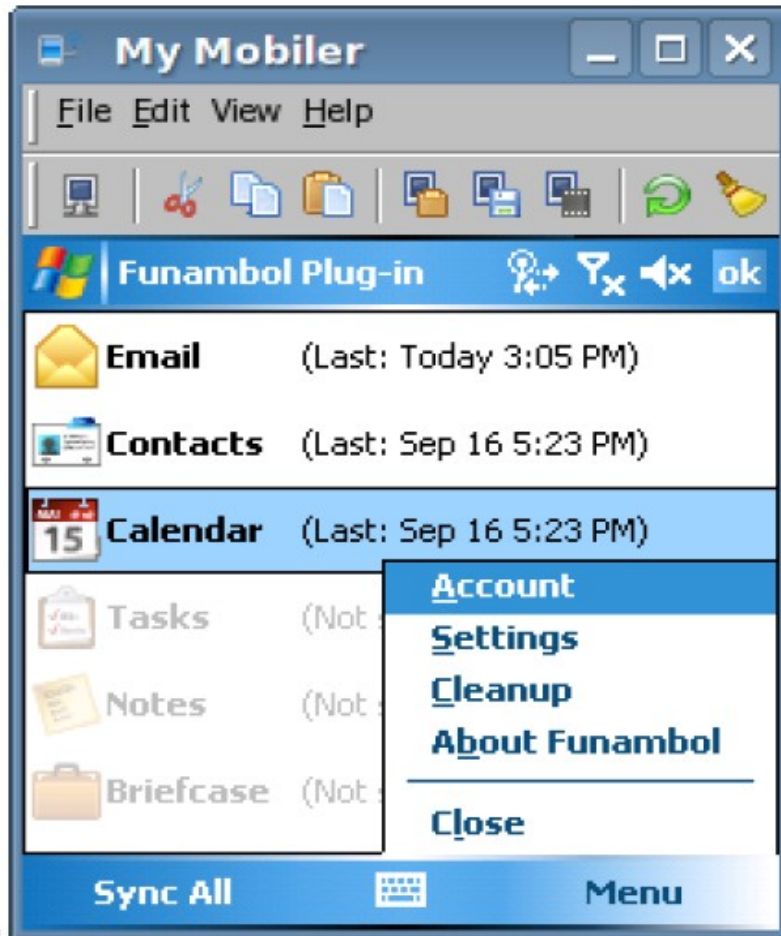 My Mobiler
File Edit View Help
Funambol Plug-in ok
Email (Last: Today 3:05 PM)
Contacts (Last: Sep 16 5:23 PM)
15 Calendar (Last: Sep 16 5:23 PM)
Account
Tasks (Not
Settings
Cleanup
Notes (Not
About Funambol
Briefcase (Not
Close
Sync All Menu